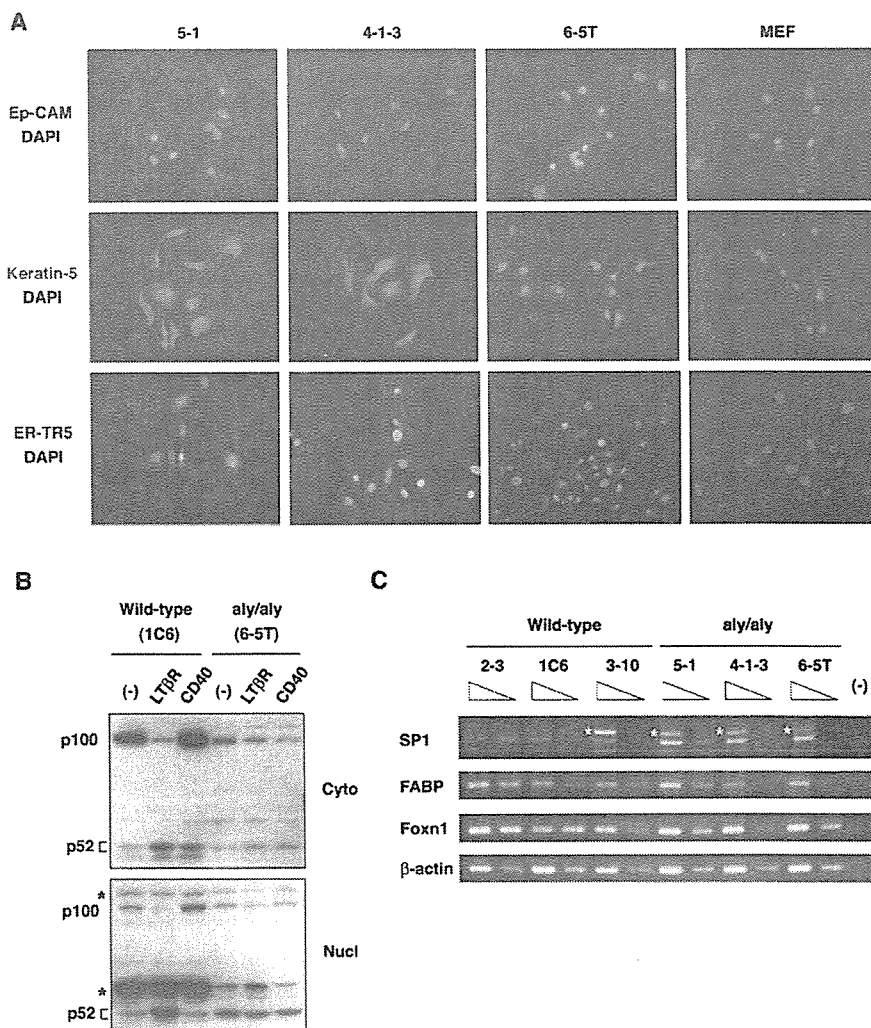 A
5-1 4-1-3 6-5T MEF
Ep-CAM
DAPI
Keratin-5
DAPI
ER-TR5
DAPI
B
Wild-type aly/aly
(1C6) (6-5T)
(-) LTβR CD40 (-) LTβR CD40
p100
Cyto
p52
*
p100
Nucl
*
p52
C
Wild-type aly/aly
2-3 1C6 3-10 5-1 4-1-3 6-5T (-)
SP1 * * * *
FABP
Foxn1
β-actin